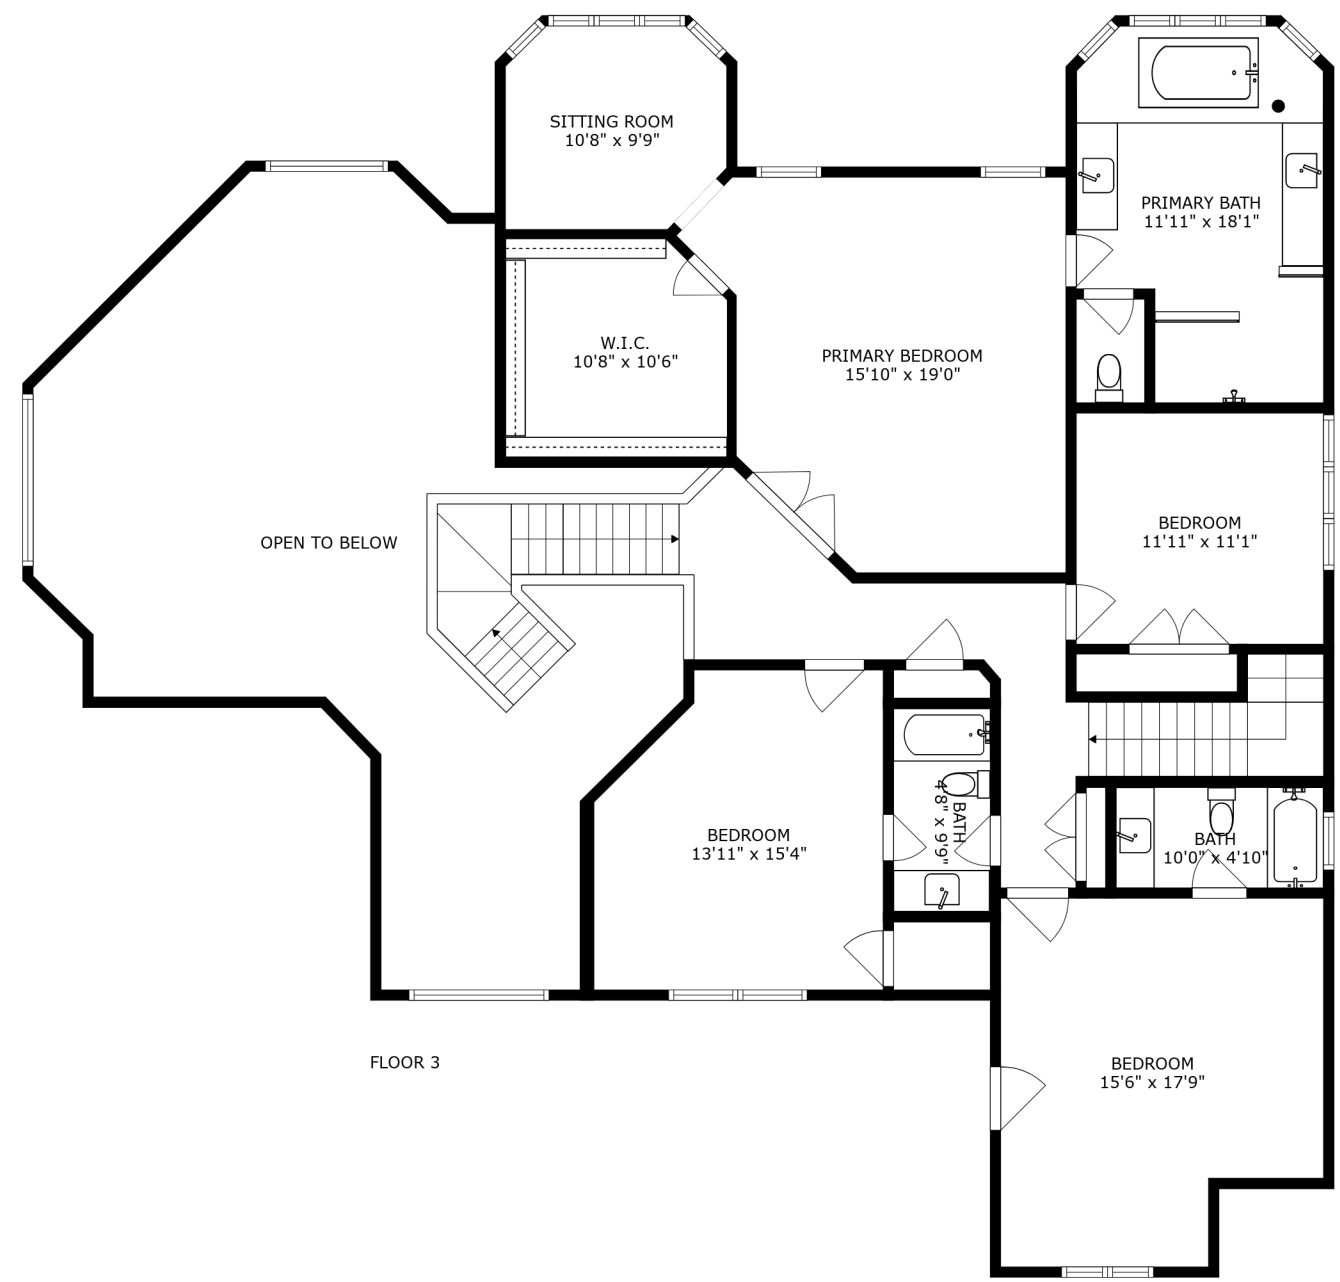 SITTING ROOM
10'8" x 9'9"
PRIMARY BATH
11'11" x 18'1"
W.I.C.
10'8" x 10'6"
PRIMARY BEDROOM
15'10" x 19'0"
BEDROOM
11'11" x 11'1"
OPEN TO BELOW
BEDROOM
13'11" x 15'4"
BATH
4'8" x 9'9"
BATH
10'0" x 4'10"
FLOOR 3
BEDROOM
15'6" x 17'9"